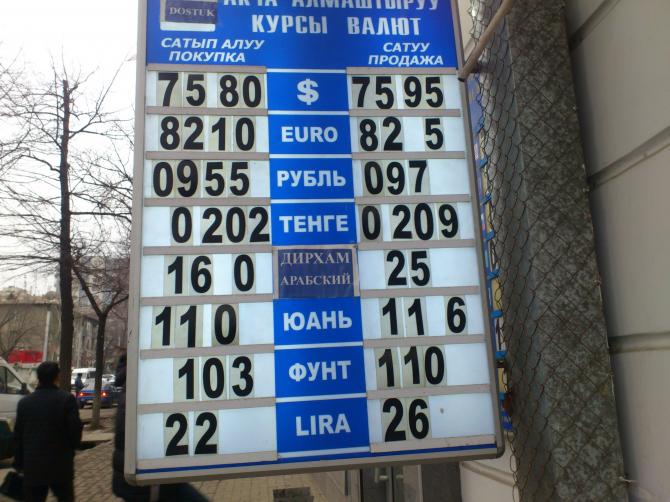 DOSTUK
АКЧА АЛМАШТЫРУУ
КУРСЫ ВАЛЮТ
САТЫП АЛУУ САТУУ
ПОКУПКА ПРОДАЖА
75 80 $ 75 95
82 10 EURO 82 5
0955 РУБЛЬ 097
0 202 ТЕНГЕ 0 209
16 0 ДИРХАМ АРАБСКИЙ 25
11 0 ЮАНЬ 11 6
103 ФУНТ 110
22 LIRA 26